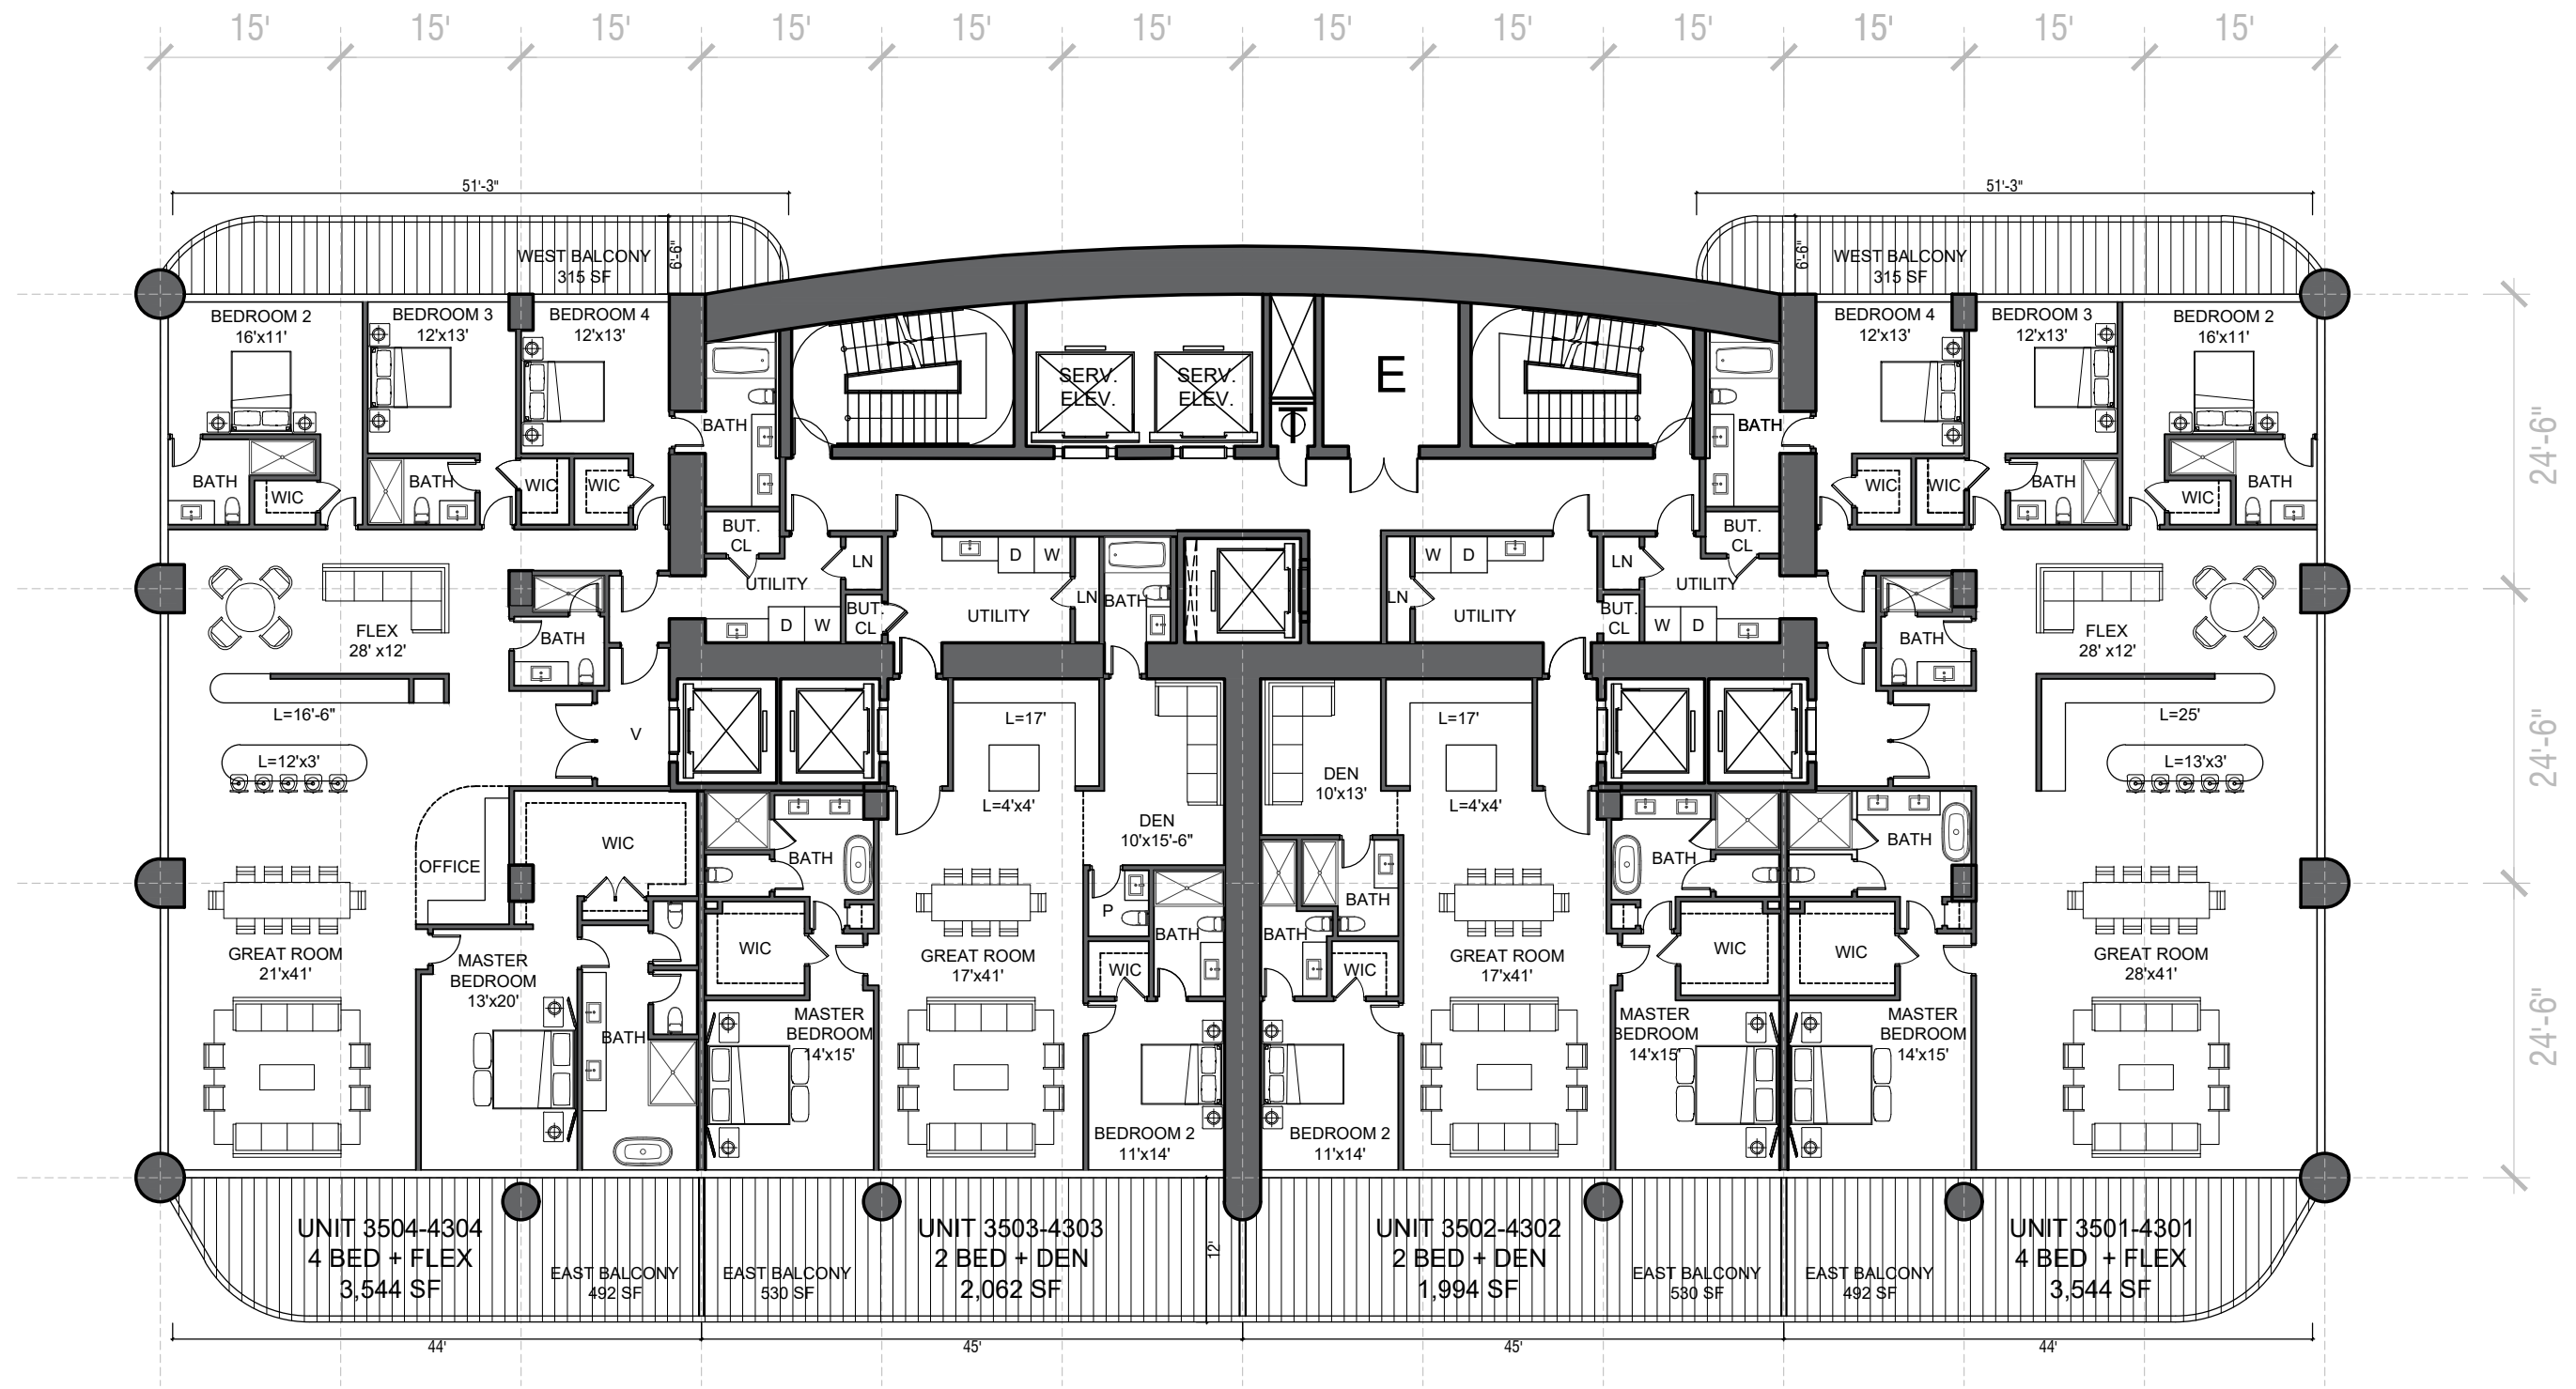 15' 15' 15' 15' 15' 15' 15' 15' 15' 15' 15' 15'
51'-3" 51'-3"
WEST BALCONY
315 SF
6'-6"
6'-6"
WEST BALCONY
315 SF
BEDROOM 2
16'x11'
BEDROOM 3
12'x13'
BEDROOM 4
12'x13'
BEDROOM 4
12'x13'
BEDROOM 3
12'x13'
BEDROOM 2
16'x11'
SERV.
ELEV.
SERV.
ELEV.
E
T
BATH
BATH
24'-6"
BATH
WIC
BATH
WIC
WIC
WIC
WIC
BATH
WIC
BATH
BUT.
CL
BUT.
CL
UTILITY
LN
D W
LN
BATH
W D
LN
LN
UTILITY
BUT.
CL
UTILITY
UTILITY
BUT.
CL
D W
W D
FLEX
28' x12'
BATH
BATH
FLEX
28' x12'
L=16'-6"
V
L=17'
L=17'
L=25'
24'-6"
L=12'x3'
L=13'x3'
L=4'x4'
DEN
10'x13'
L=4'x4'
DEN
10'x15'-6"
OFFICE
WIC
BATH
BATH
BATH
P
BATH
BATH
BATH
GREAT ROOM
21'x41'
MASTER
BEDROOM
13'x20'
WIC
GREAT ROOM
17'x41'
WIC
WIC
GREAT ROOM
17'x41'
WIC
WIC
GREAT ROOM
28'x41'
24'-6"
BATH
MASTER
BEDROOM
14'x15'
MASTER
BEDROOM
14'x15'
MASTER
BEDROOM
14'x15'
BEDROOM 2
11'x14'
BEDROOM 2
11'x14'
UNIT 3504-4304
4 BED + FLEX
3,544 SF
EAST BALCONY
492 SF
EAST BALCONY
530 SF
UNIT 3503-4303
2 BED + DEN
2,062 SF
12'
UNIT 3502-4302
2 BED + DEN
1,994 SF
EAST BALCONY
530 SF
EAST BALCONY
492 SF
UNIT 3501-4301
4 BED + FLEX
3,544 SF
44' 45' 45' 44'